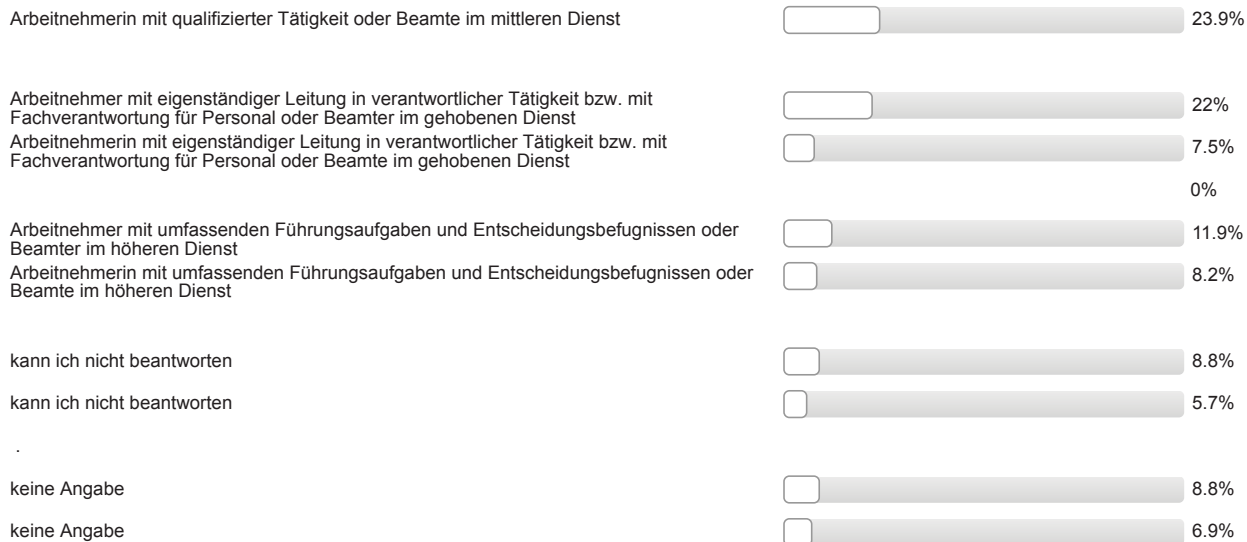 Arbeitnehmerin mit qualifizierter Tätigkeit oder Beamte im mittleren Dienst 23.9%
Arbeitnehmer mit eigenständiger Leitung in verantwortlicher Tätigkeit bzw. mit
Fachverantwortung für Personal oder Beamter im gehobenen Dienst 22%
Arbeitnehmerin mit eigenständiger Leitung in verantwortlicher Tätigkeit bzw. mit
Fachverantwortung für Personal oder Beamte im gehobenen Dienst 7.5%
0%
Arbeitnehmer mit umfassenden Führungsaufgaben und Entscheidungsbefugnissen oder
Beamter im höheren Dienst 11.9%
Arbeitnehmerin mit umfassenden Führungsaufgaben und Entscheidungsbefugnissen oder
Beamte im höheren Dienst 8.2%
kann ich nicht beantworten 8.8%
kann ich nicht beantworten 5.7%
.
keine Angabe 8.8%
keine Angabe 6.9%